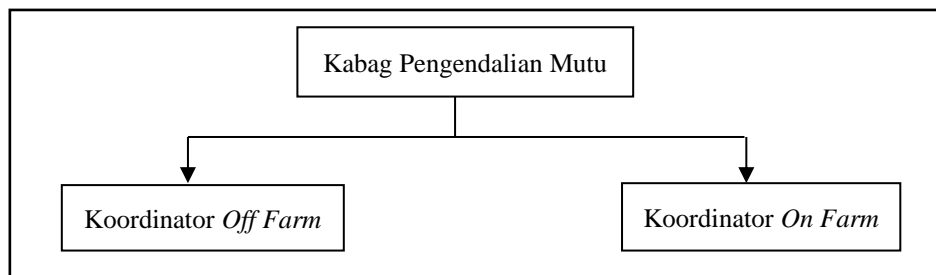 Kabag Pengendalian Mutu
Koordinator Off Farm
Koordinator On Farm